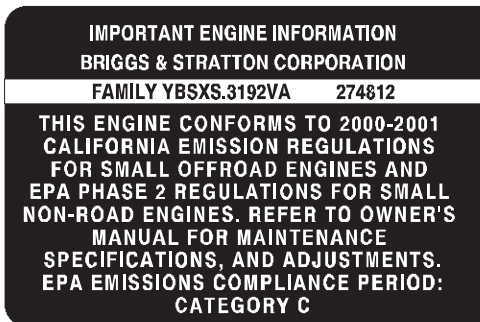 IMPORTANT ENGINE INFORMATION
BRIGGS & STRATTON CORPORATION
FAMILY YBSXS.3192VA 274812
THIS ENGINE CONFORMS TO 2000-2001
CALIFORNIA EMISSION REGULATIONS
FOR SMALL OFFROAD ENGINES AND
EPA PHASE 2 REGULATIONS FOR SMALL
NON-ROAD ENGINES. REFER TO OWNER'S
MANUAL FOR MAINTENANCE
SPECIFICATIONS, AND ADJUSTMENTS.
EPA EMISSIONS COMPLIANCE PERIOD:
CATEGORY C